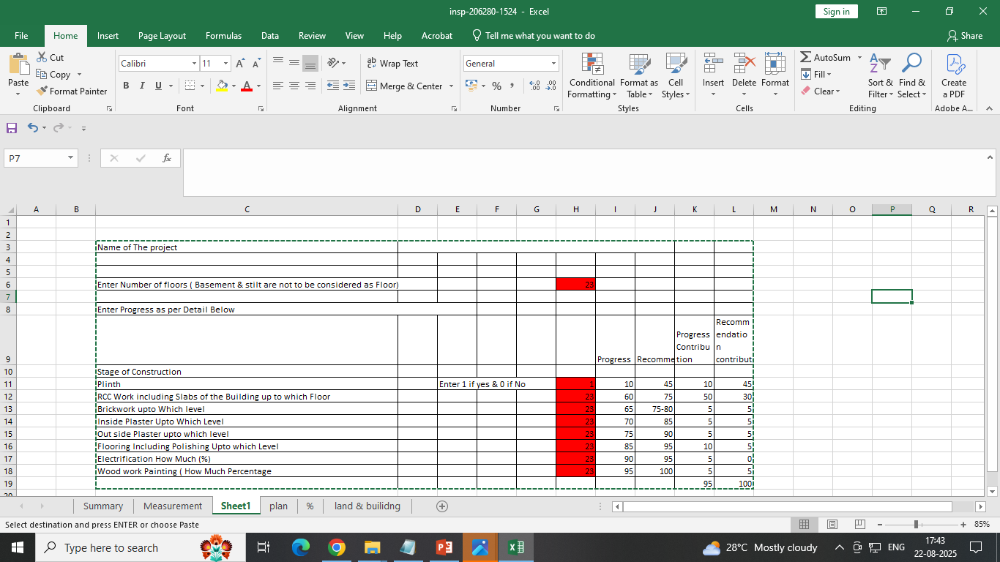 insp-206280-1524 - Excel
Sign in
File Home Insert Page Layout Formulas Data Review View Help Acrobat Tell me what you want to do Share
Paste Cut Copy Format Painter
Clipboard
Calibri 11 A A
B I U A
Font
Wrap Text
Merge & Center
Alignment
General
% ,
Number
Conditional Formatting Format as Table Cell Styles
Styles
Insert Delete Format
Cells
AutoSum Fill Clear
Sort & Filter Find & Select
Editing
Create a PDF
Adobe A...
P7 fx
A B C D E F G H I J K L M N O P Q R
1
2
3 Name of The project
4
5
6 Enter Number of floors ( Basement & stilt are not to be considered as Floor) 23
7
8 Enter Progress as per Detail Below
9 Progress Recomme Progress Contribu tion Recomm endatio n contribut
10 Stage of Construction
11 Plinth Enter 1 if yes & 0 if No 1 10 45 10 45
12 RCC Work including Slabs of the Building up to which Floor 23 60 75 50 30
13 Brickwork upto Which level 23 65 75-80 5 5
14 Inside Plaster Upto Which Level 23 70 85 5 5
15 Out side Plaster upto which level 23 75 90 5 5
16 Flooring Including Polishing Upto which Level 23 85 95 10 5
17 Electrification How Much (%) 23 90 95 5 0
18 Wood work Painting ( How Much Percentage 23 95 100 5 5
19 95 100
20
Summary Measurement Sheet1 plan % land & builidng
Select destination and press ENTER or choose Paste
85%
Type here to search
28°C Mostly cloudy ENG 17:43
22-08-2025